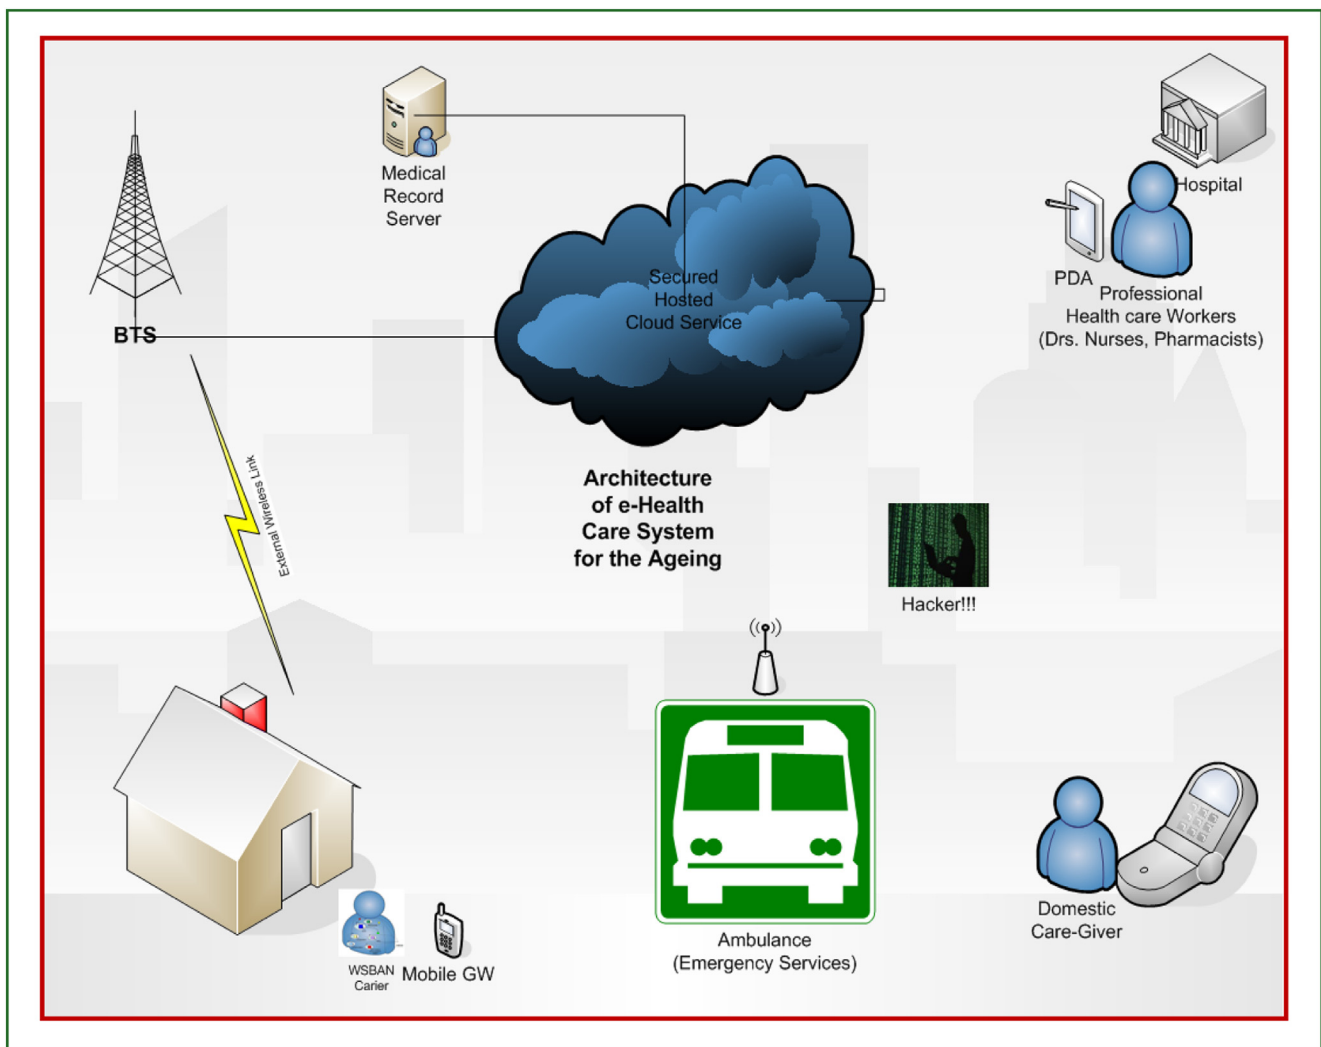 Medical
Record
Server
Hospital
BTS
Secured
Hosted
Cloud Service
PDA
Professional
Health care Workers
(Drs. Nurses, Pharmacists)
External Wireless Link
Architecture
of e-Health
Care System
for the Ageing
Hacker!!!
WSBAN
Carier
Mobile GW
Ambulance
(Emergency Services)
Domestic
Care-Giver